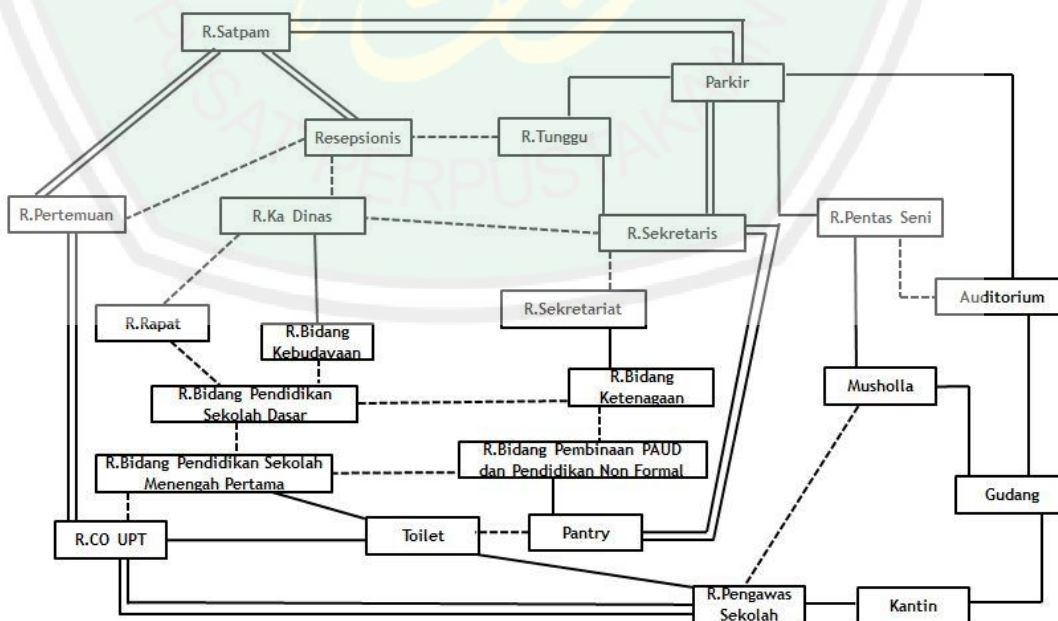 R.Satpam
Parkir
Resepsionis
R.Tunggu
R.Pertemuan
R.Ka Dinas
R.Sekretaris
R.Pentas Seni
R.Rapat
R.Sekretariat
Auditorium
R.Bidang
Kebudayaan
R.Bidang Pendidikan
Sekolah Dasar
R.Bidang
Ketenagaan
Musholla
R.Bidang Pendidikan Sekolah
Menengah Pertama
R.Bidang Pembinaan PAUD
dan Pendidikan Non Formal
Gudang
R.CO UPT
Toilet
Pantry
R.Pengawas
Sekolah
Kantin
PUSAT PERPUSTAKAAN